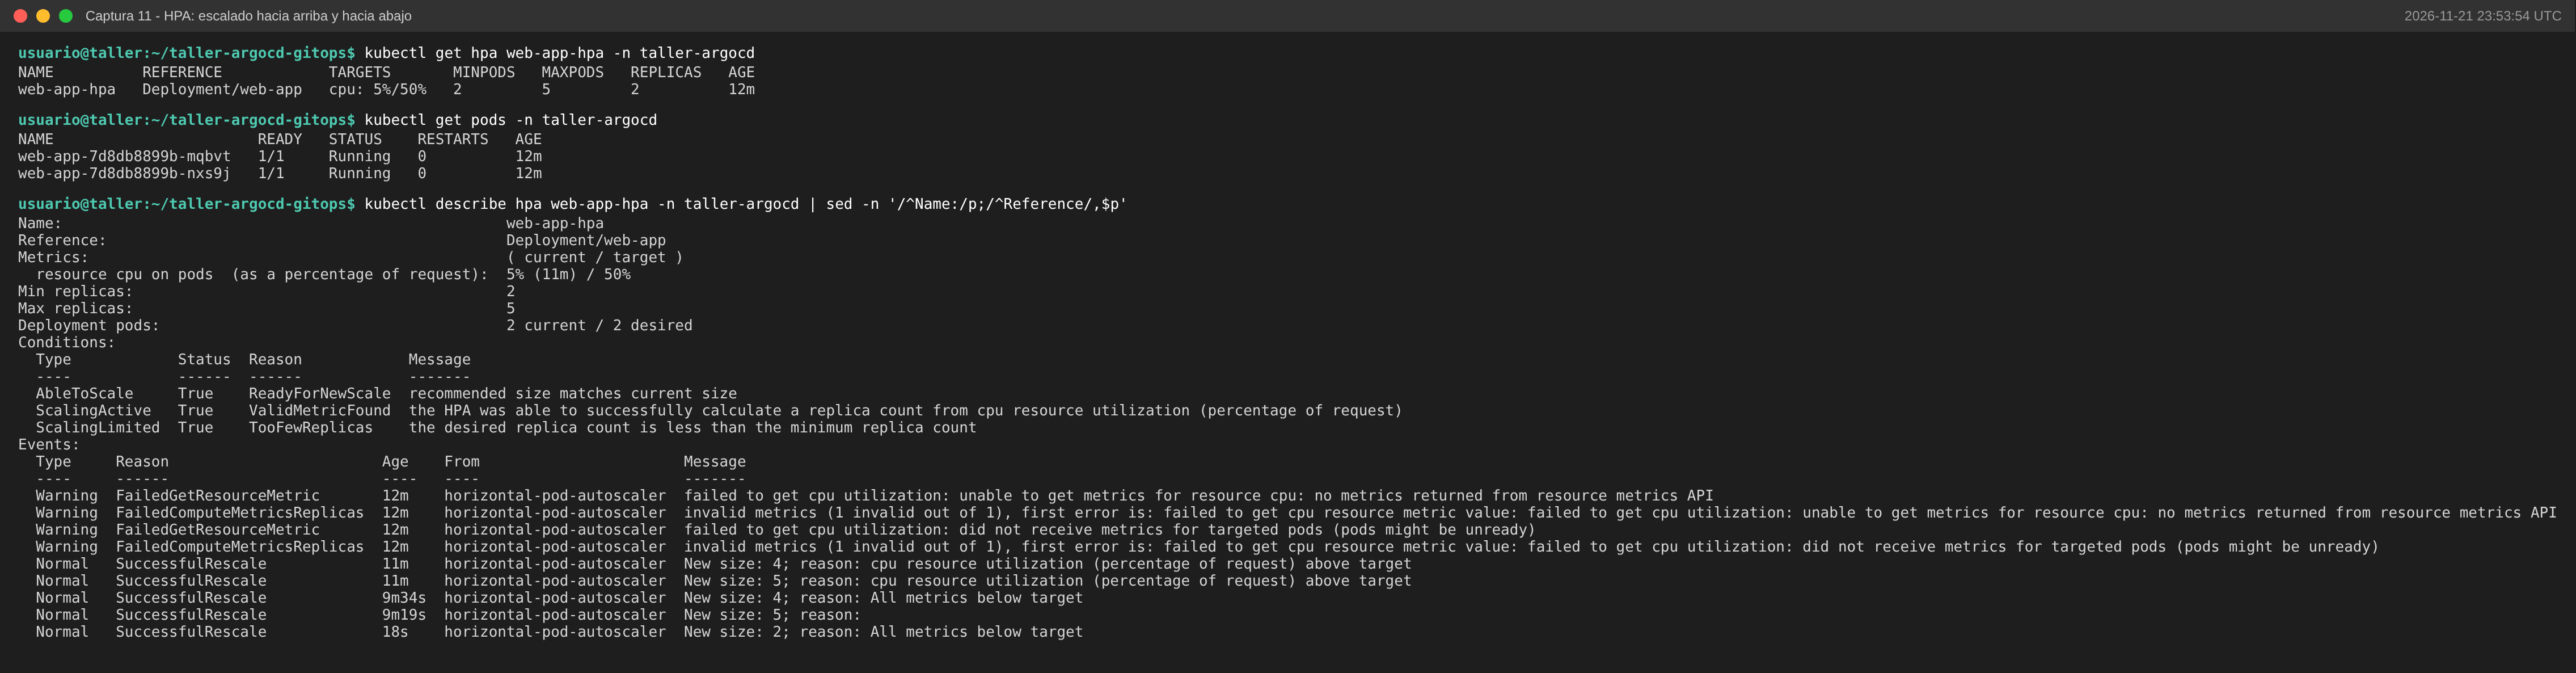 Captura 11 - HPA: escalado hacia arriba y hacia abajo
2026-11-21 23:53:54 UTC
usuario@taller:~/taller-argocd-gitops$ kubectl get hpa web-app-hpa -n taller-argocd
NAME          REFERENCE            TARGETS       MINPODS   MAXPODS   REPLICAS   AGE
web-app-hpa   Deployment/web-app   cpu: 5%/50%   2         5         2          12m
usuario@taller:~/taller-argocd-gitops$ kubectl get pods -n taller-argocd
NAME                       READY   STATUS    RESTARTS   AGE
web-app-7d8db8899b-mqbvt   1/1     Running   0          12m
web-app-7d8db8899b-nxs9j   1/1     Running   0          12m
usuario@taller:~/taller-argocd-gitops$ kubectl describe hpa web-app-hpa -n taller-argocd | sed -n '/^Name:/p;/^Reference/,$p'
Name:                                                  web-app-hpa
Reference:                                             Deployment/web-app
Metrics:                                               ( current / target )
  resource cpu on pods  (as a percentage of request):  5% (11m) / 50%
Min replicas:                                          2
Max replicas:                                          5
Deployment pods:                                       2 current / 2 desired
Conditions:
  Type            Status  Reason            Message
  ----            ------  ------            -------
  AbleToScale     True    ReadyForNewScale  recommended size matches current size
  ScalingActive   True    ValidMetricFound  the HPA was able to successfully calculate a replica count from cpu resource utilization (percentage of request)
  ScalingLimited  True    TooFewReplicas    the desired replica count is less than the minimum replica count
Events:
  Type     Reason                        Age    From                       Message
  ----     ------                        ----   ----                       -------
  Warning  FailedGetResourceMetric       12m    horizontal-pod-autoscaler  failed to get cpu utilization: unable to get metrics for resource cpu: no metrics returned from resource metrics API
  Warning  FailedComputeMetricsReplicas  12m    horizontal-pod-autoscaler  invalid metrics (1 invalid out of 1), first error is: failed to get cpu resource metric value: failed to get cpu utilization: unable to get metrics for resource cpu: no metrics returned from resource metrics API
  Warning  FailedGetResourceMetric       12m    horizontal-pod-autoscaler  failed to get cpu utilization: did not receive metrics for targeted pods (pods might be unready)
  Warning  FailedComputeMetricsReplicas  12m    horizontal-pod-autoscaler  invalid metrics (1 invalid out of 1), first error is: failed to get cpu resource metric value: failed to get cpu utilization: did not receive metrics for targeted pods (pods might be unready)
  Normal   SuccessfulRescale             11m    horizontal-pod-autoscaler  New size: 4; reason: cpu resource utilization (percentage of request) above target
  Normal   SuccessfulRescale             11m    horizontal-pod-autoscaler  New size: 5; reason: cpu resource utilization (percentage of request) above target
  Normal   SuccessfulRescale             9m34s  horizontal-pod-autoscaler  New size: 4; reason: All metrics below target
  Normal   SuccessfulRescale             9m19s  horizontal-pod-autoscaler  New size: 5; reason:
  Normal   SuccessfulRescale             18s    horizontal-pod-autoscaler  New size: 2; reason: All metrics below target